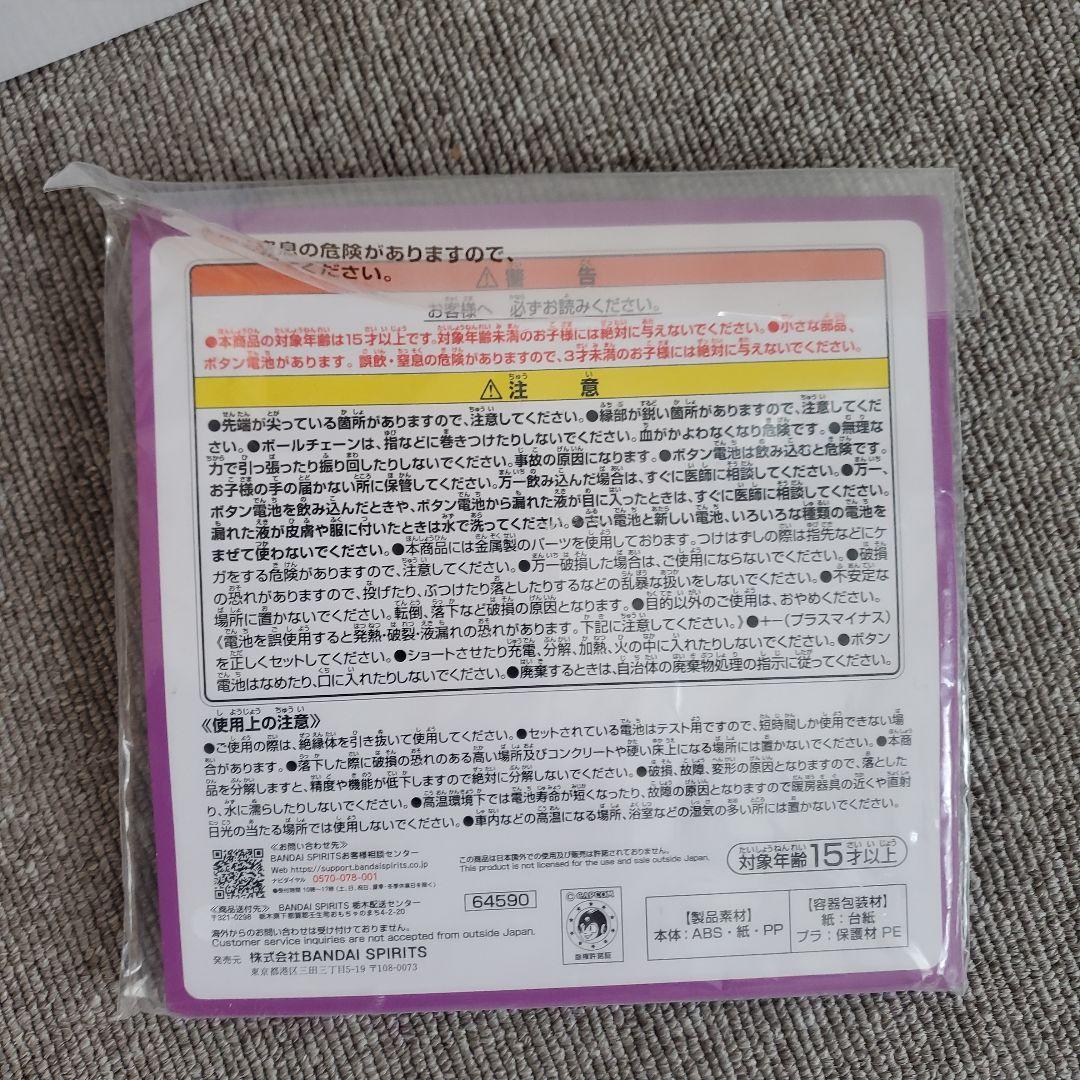 窒息の危険がありますので、
ください。
⚠警告
お客様へ 必ずお読みください。
●本商品の対象年齢は15才以上です。対象年齢未満のお子様には絶対に与えないでください。●小さな部品、
ボタン電池があります。誤飲・窒息の危険がありますので、3才未満のお子様には絶対に与えないでください。
⚠注意
●先端が尖っている箇所がありますので、注意してください。●縁部が鋭い箇所がありますので、注意してくだ
さい。●ボールチェーンは、指などに巻きつけたりしないでください。血がかよわなくなり危険です。●無理な
力で引っ張ったり振り回したりしないでください。事故の原因になります。●ボタン電池は飲み込むと危険です。
お子様の手の届かない所に保管してください。万一飲み込んだ場合は、すぐに医師に相談してください。●万一、
ボタン電池を飲み込んだときや、ボタン電池から漏れた液が目に入ったときは、すぐに医師に相談してください。
漏れた液が皮膚や服に付いたときは水で洗ってください。●古い電池と新しい電池、いろいろな種類の電池を
まぜて使わないでください。●本商品には金属製のパーツを使用しております。つけはずしの際は指先などにケ
ガをする危険がありますので、注意してください。●万一破損した場合は、ご使用にならないでください。●破損
の恐れがありますので、投げたり、ぶつけたり落としたりするなどの乱暴な扱いをしないでください。●不安定な
場所に置かないでください。転倒、落下など破損の原因となります。●目的以外のご使用は、おやめください。
《電池を誤使用すると発熱・破裂・液漏れの恐れがあります。下記に注意してください。》●+−(プラスマイナス)
を正しくセットしてください。●ショートさせたり充電、分解、加熱、火の中に入れたりしないでください。●ボタン
電池はなめたり、口に入れたりしないでください。●廃棄するときは、自治体の廃棄物処理の指示に従ってください。
《使用上の注意》
●ご使用の際は、絶縁体を引き抜いて使用してください。●セットされている電池はテスト用ですので、短時間しか使用できない場
合があります。●落下した際に破損の恐れのある高い場所及びコンクリートや硬い床上になる場所には置かないでください。●本商
品を分解しますと、精度や機能が低下しますので絶対に分解しないでください。●破損、故障、変形の原因となりますので、落とした
り、水に濡らしたりしないでください。●高温環境下では電池寿命が短くなったり、故障の原因となりますので暖房器具の近くや直射
日光の当たる場所では使用しないでください。●車内などの高温になる場所、浴室などの湿気の多い所には置かないでください。
≪お問い合わせ先≫
BANDAI SPIRITSお客様相談センター
Web https://support.bandaispirits.co.jp
ナビダイヤル 0570-078-001
●受付時間 10時〜17時(土、日、祝日、夏季・冬季休業日を除く)
この商品は日本国外での使用及び販売は許諾されておりません。
This product is not licensed for the use and sale outside Japan.
対象年齢15才以上
≪商品送付先≫ BANDAI SPIRITS 栃木配送センター
〒321-0298 栃木県下都賀郡壬生町おもちゃのまち4-2-20
海外からのお問い合わせは受け付けておりません。
Customer service inquiries are not accepted from outside Japan.
発売元 株式会社BANDAI SPIRITS
東京都港区三田三丁目5-19 〒108-0073
64590
© CAPCOM
【製品素材】
本体：ABS・紙・PP
【容器包装材】
紙：台紙
プラ：保護材 PE